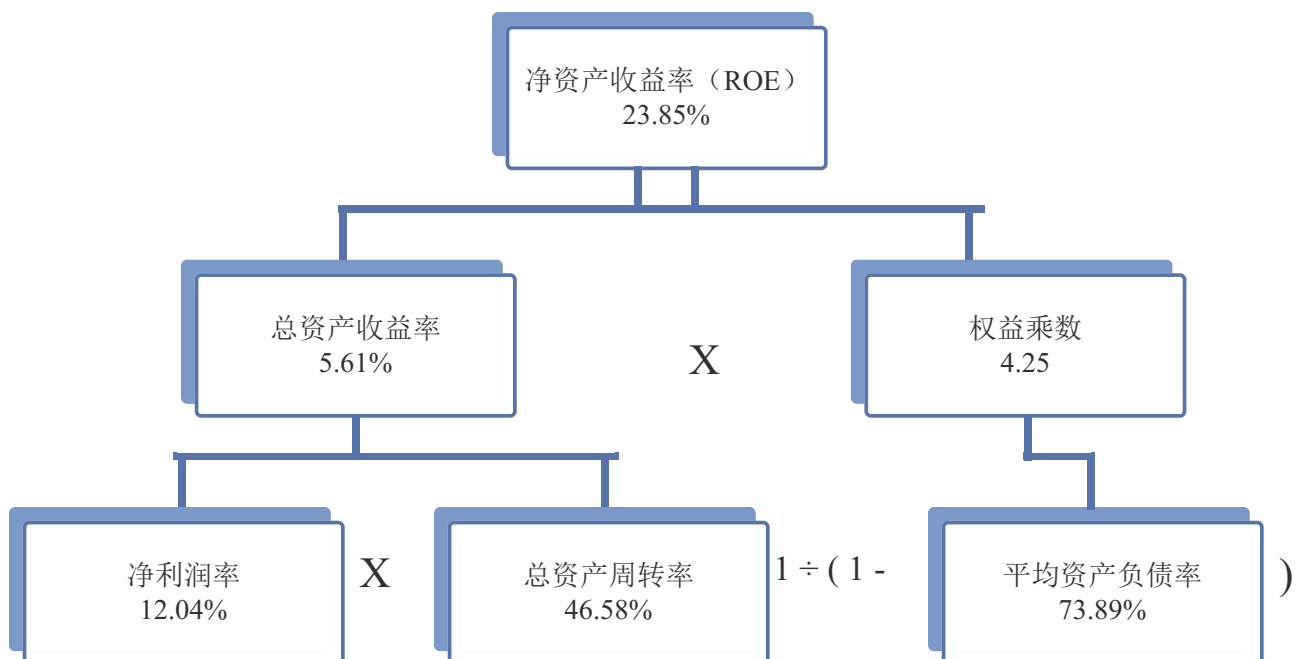 净资产收益率（ROE）
23.85%
总资产收益率
5.61%
X
权益乘数
4.25
净利润率
12.04%
X
总资产周转率
46.58%
1 ÷ ( 1 -
平均资产负债率
73.89%
)